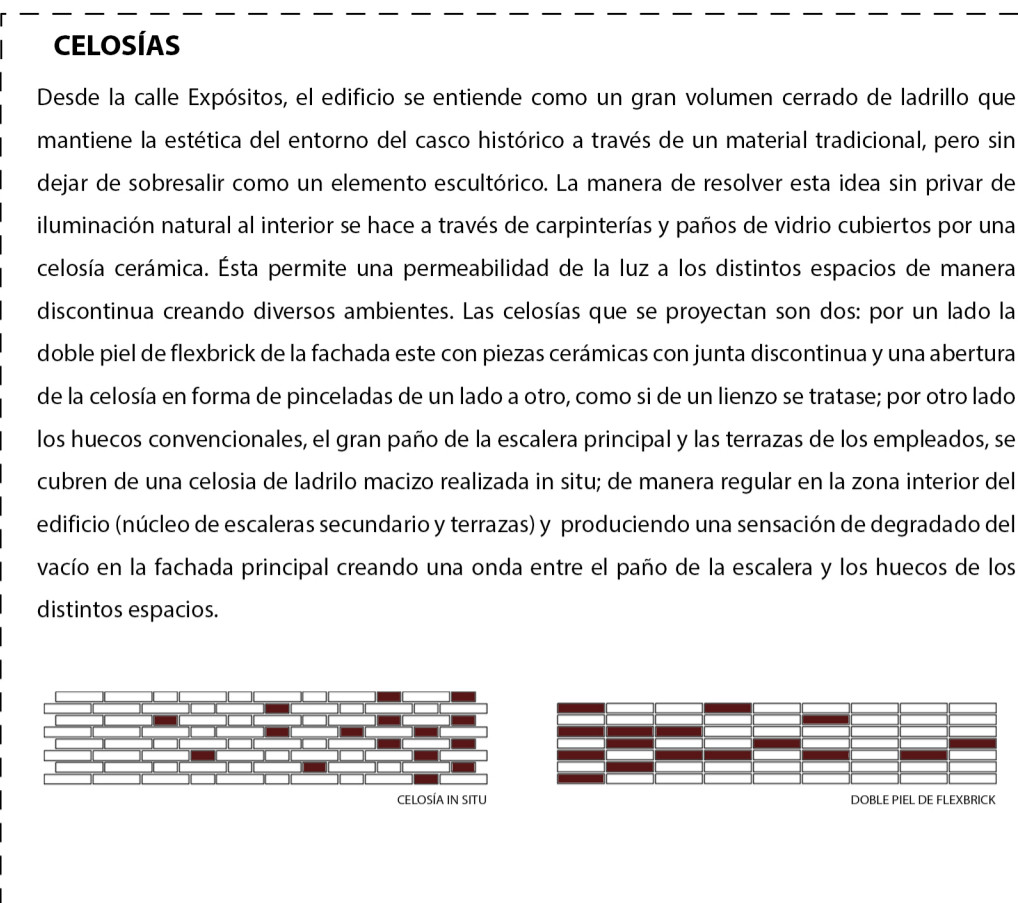 CELOSÍAS
Desde la calle Expósitos, el edificio se entiende como un gran volumen cerrado de ladrillo que
mantiene la estética del entorno del casco histórico a través de un material tradicional, pero sin
dejar de sobresalir como un elemento escultórico. La manera de resolver esta idea sin privar de
iluminación natural al interior se hace a través de carpinterías y paños de vidrio cubiertos por una
celosía cerámica. Ésta permite una permeabilidad de la luz a los distintos espacios de manera
discontinua creando diversos ambientes. Las celosías que se proyectan son dos: por un lado la
doble piel de flexbrick de la fachada este con piezas cerámicas con junta discontinua y una abertura
de la celosía en forma de pinceladas de un lado a otro, como si de un lienzo se tratase; por otro lado
los huecos convencionales, el gran paño de la escalera principal y las terrazas de los empleados, se
cubren de una celosia de ladrilo macizo realizada in situ; de manera regular en la zona interior del
edificio (núcleo de escaleras secundario y terrazas) y  produciendo una sensación de degradado del
vacío en la fachada principal creando una onda entre el paño de la escalera y los huecos de los
distintos espacios.
CELOSÍA IN SITU
DOBLE PIEL DE FLEXBRICK